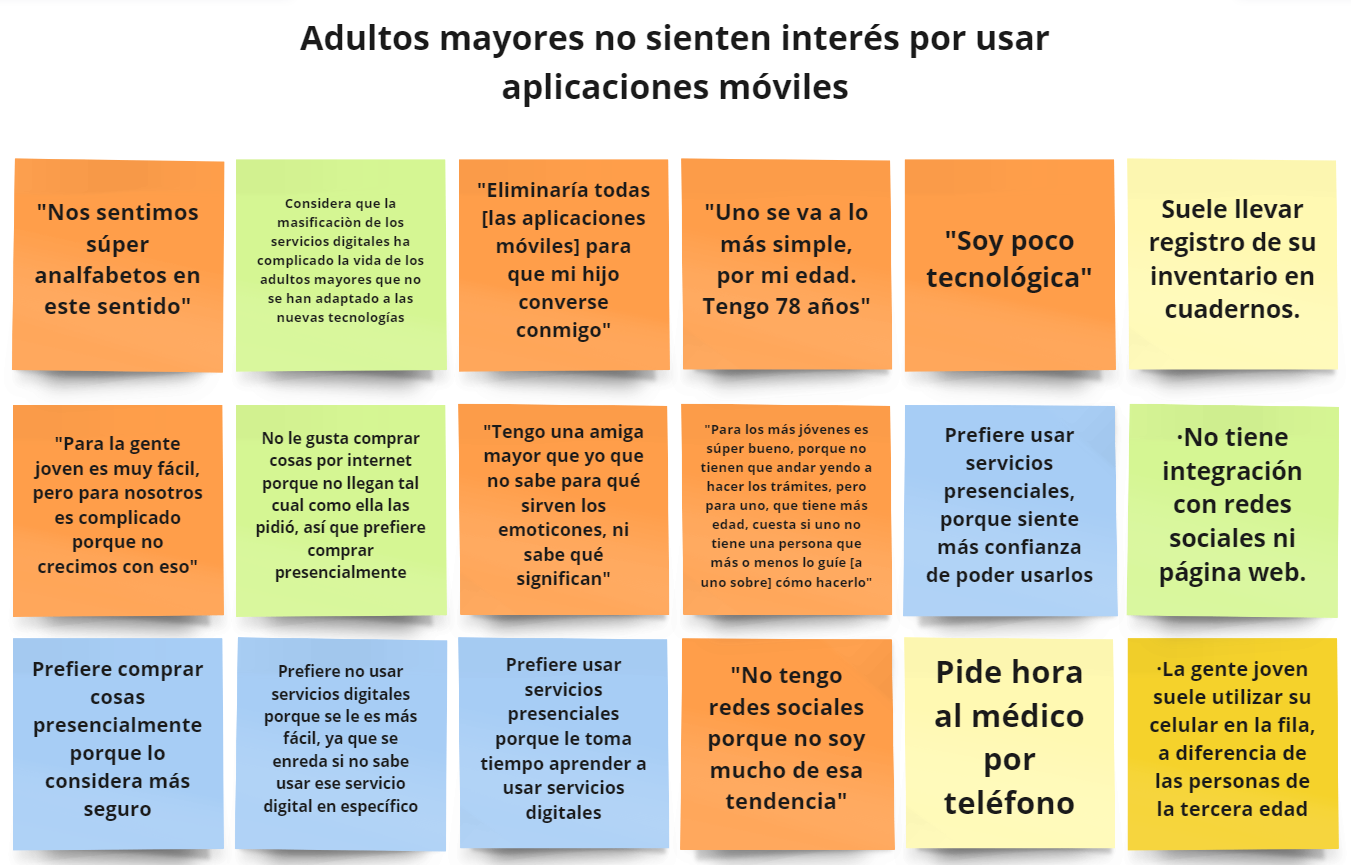 Adultos mayores no sienten interés por usar
aplicaciones móviles
"Nos sentimos
súper
analfabetos en
este sentido"
Considera que la
masificaciòn de los
servicios digitales ha
complicado la vida de los
adultos mayores que no
se han adaptado a las
nuevas tecnologías
"Eliminaría todas
[las aplicaciones
móviles] para
que mi hijo
converse
conmigo"
"Uno se va a lo
más simple,
por mi edad.
Tengo 78 años"
"Soy poco
tecnológica"
Suele llevar
registro de su
inventario en
cuadernos.
"Para la gente
joven es muy fácil,
pero para nosotros
es complicado
porque no
crecimos con eso"
No le gusta comprar
cosas por internet
porque no llegan tal
cual como ella las
pidió, así que prefiere
comprar
presencialmente
"Tengo una amiga
mayor que yo que
no sabe para qué
sirven los
emoticones, ni
sabe qué
significan"
"Para los más jóvenes es
súper bueno, porque no
tienen que andar yendo a
hacer los trámites, pero
para uno, que tiene más
edad, cuesta si uno no
tiene una persona que
más o menos lo guíe [a
uno sobre] cómo hacerlo"
Prefiere usar
servicios
presenciales,
porque siente
más confianza
de poder usarlos
·No tiene
integración
con redes
sociales ni
página web.
Prefiere comprar
cosas
presencialmente
porque lo
considera más
seguro
Prefiere no usar
servicios digitales
porque se le es más
fácil, ya que se
enreda si no sabe
usar ese servicio
digital en específico
Prefiere usar
servicios
presenciales
porque le toma
tiempo aprender a
usar servicios
digitales
"No tengo
redes sociales
porque no soy
mucho de esa
tendencia"
Pide hora
al médico
por
teléfono
·La gente joven
suele utilizar su
celular en la fila,
a diferencia de
las personas de
la tercera edad